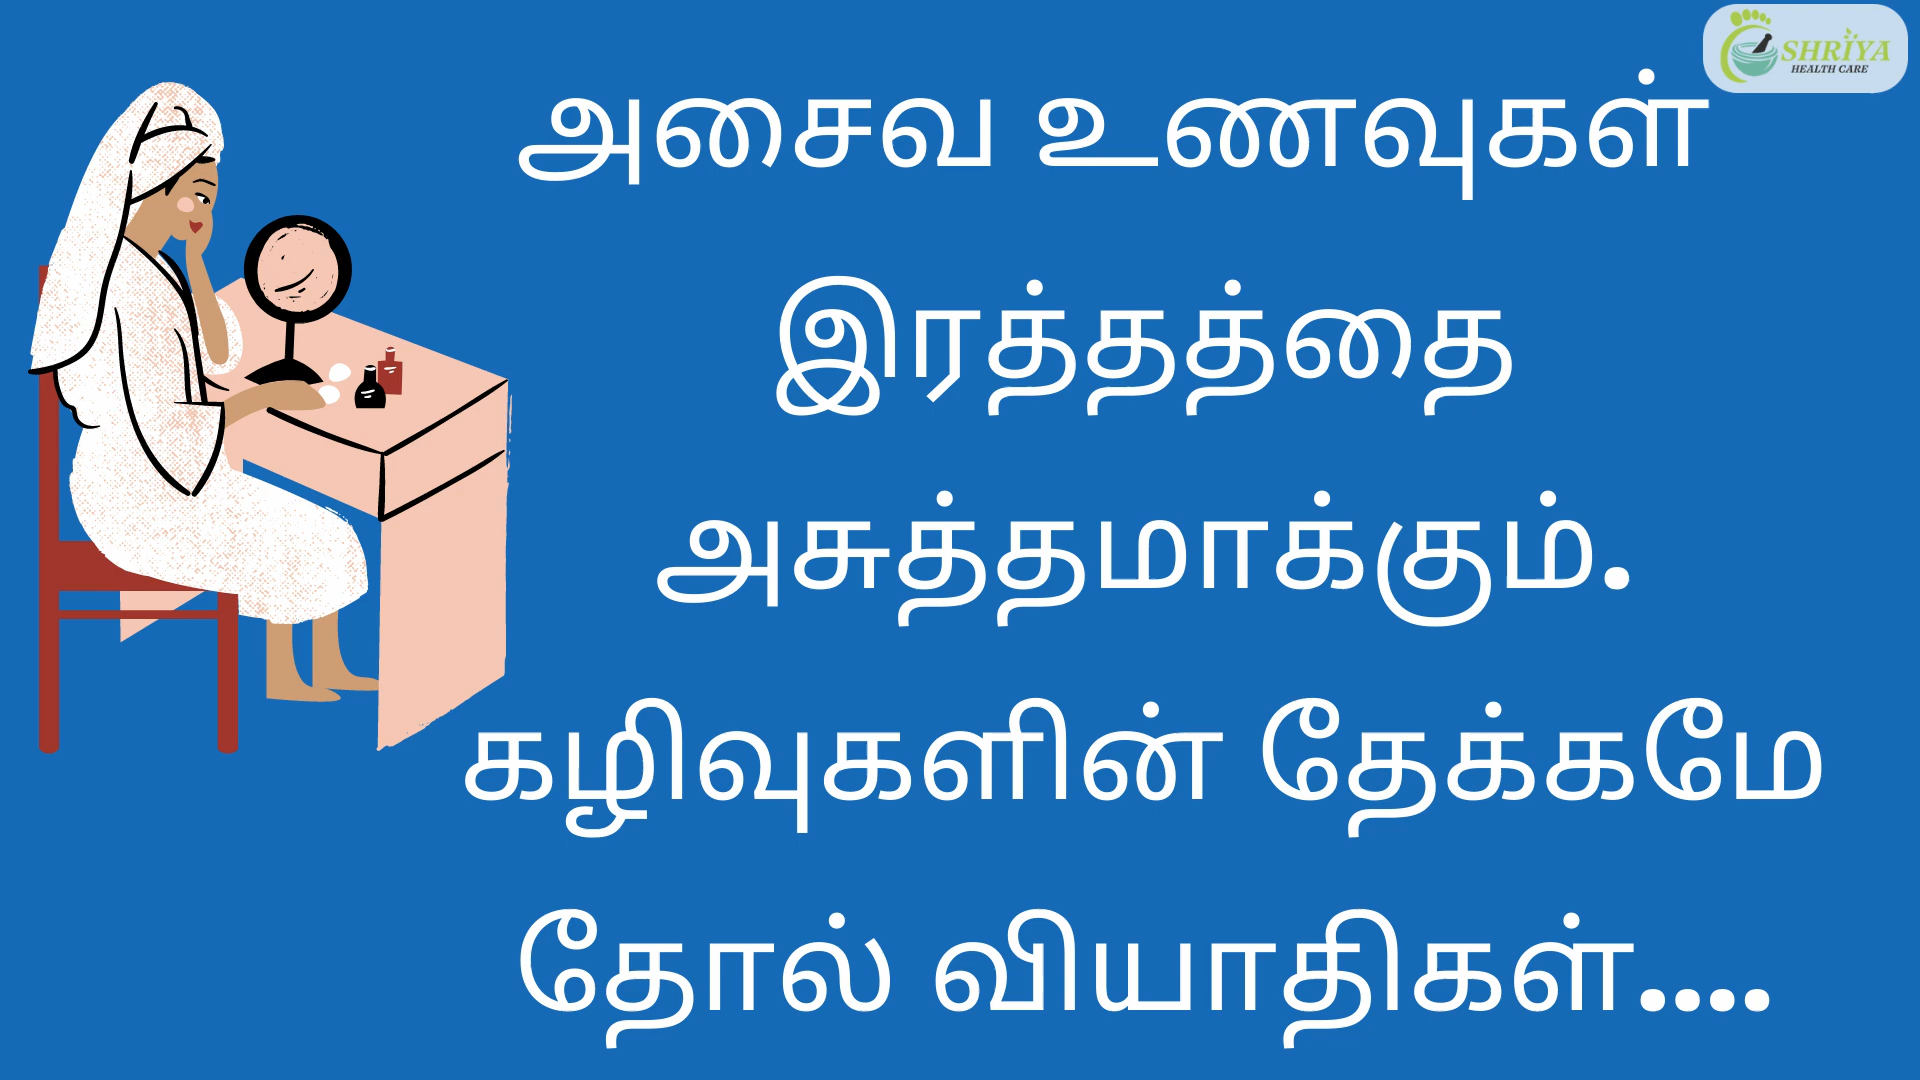 SHRIYA
HEALTH CARE
அசைவ உணவுகள்
இரத்தத்தை
அசுத்தமாக்கும்.
கழிவுகளின் தேக்கமே
தோல் வியாதிகள்....